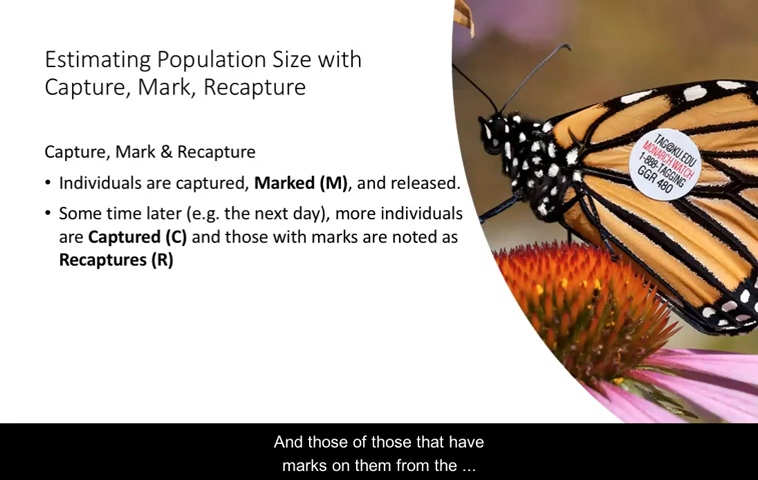 Estimating Population Size with
Capture, Mark, Recapture
Capture, Mark & Recapture
• Individuals are captured, Marked (M), and released.
• Some time later (e.g. the next day), more individuals
are Captured (C) and those with marks are noted as
Recaptures (R)
TAG@KU.EDU
MONARCH WATCH
1-888-TAGGING
GGR 480
And those of those that have
marks on them from the ...